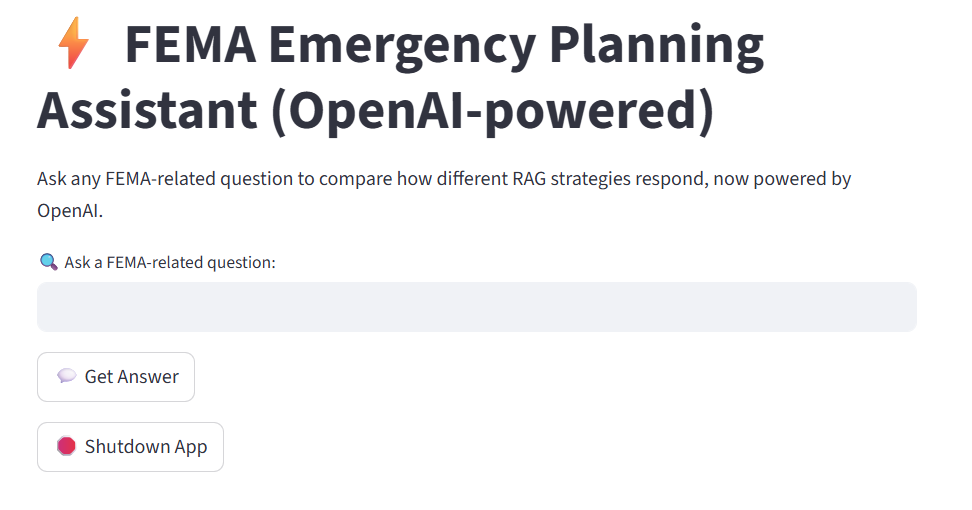 ⚡ FEMA Emergency Planning
Assistant (OpenAI-powered)
Ask any FEMA-related question to compare how different RAG strategies respond, now powered by
OpenAI.
🔍 Ask a FEMA-related question:
💬 Get Answer
🛑 Shutdown App